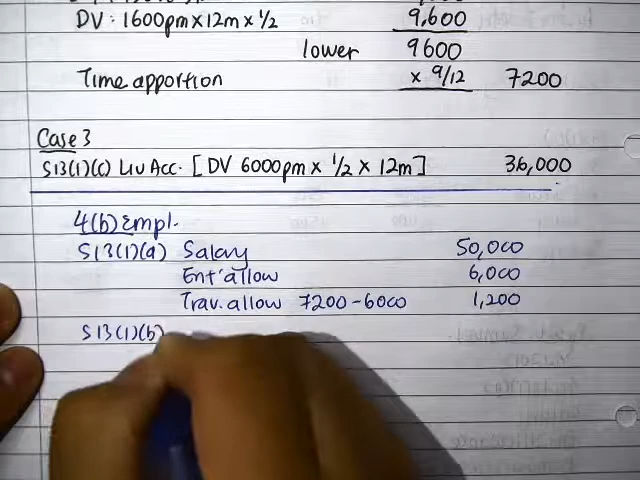 DV: 1600pm x 12m x 1/2 9,600
lower 9600
Time apportion x 9/12 7200
Case 3
S13(1)(c) Liv Acc. [DV 6000pm x 1/2 x 12m] 36,000
4(b) Empl.
S13(1)(a) Salary 50,000
Ent'allow 6,000
Trav. allow 7200 - 6000 1,200
S13(1)(b)